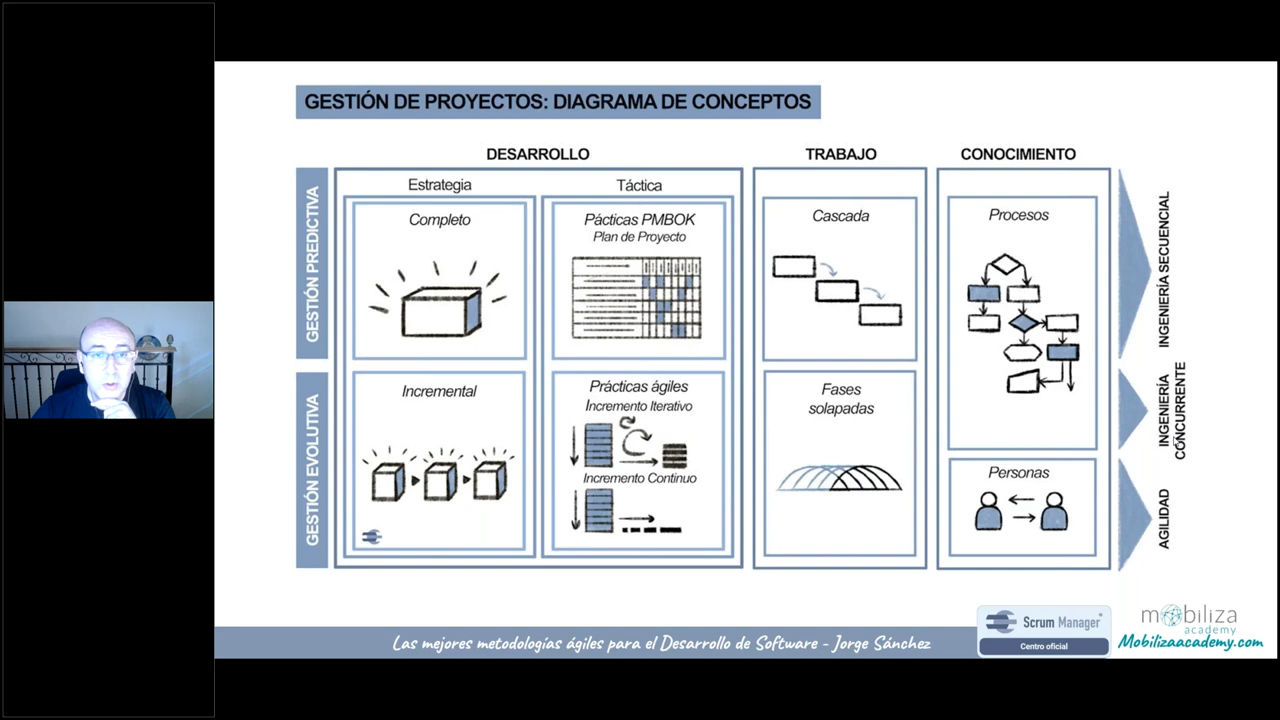 GESTIÓN DE PROYECTOS: DIAGRAMA DE CONCEPTOS
DESARROLLO
TRABAJO
CONOCIMIENTO
Estrategia
Táctica
GESTIÓN PREDICTIVA
Completo
Pácticas PMBOK
Plan de Proyecto
Cascada
Procesos
INGENIERÍA SECUENCIAL
GESTIÓN EVOLUTIVA
Incremental
Prácticas ágiles
Incremento Iterativo
Incremento Continuo
Fases
solapadas
INGENIERÍA
CONCURRENTE
Personas
AGILIDAD
Las mejores metodologías ágiles para el Desarrollo de Software - Jorge Sánchez
Scrum Manager®
Centro oficial
mobiliza
academy
Mobilizaacademy.com